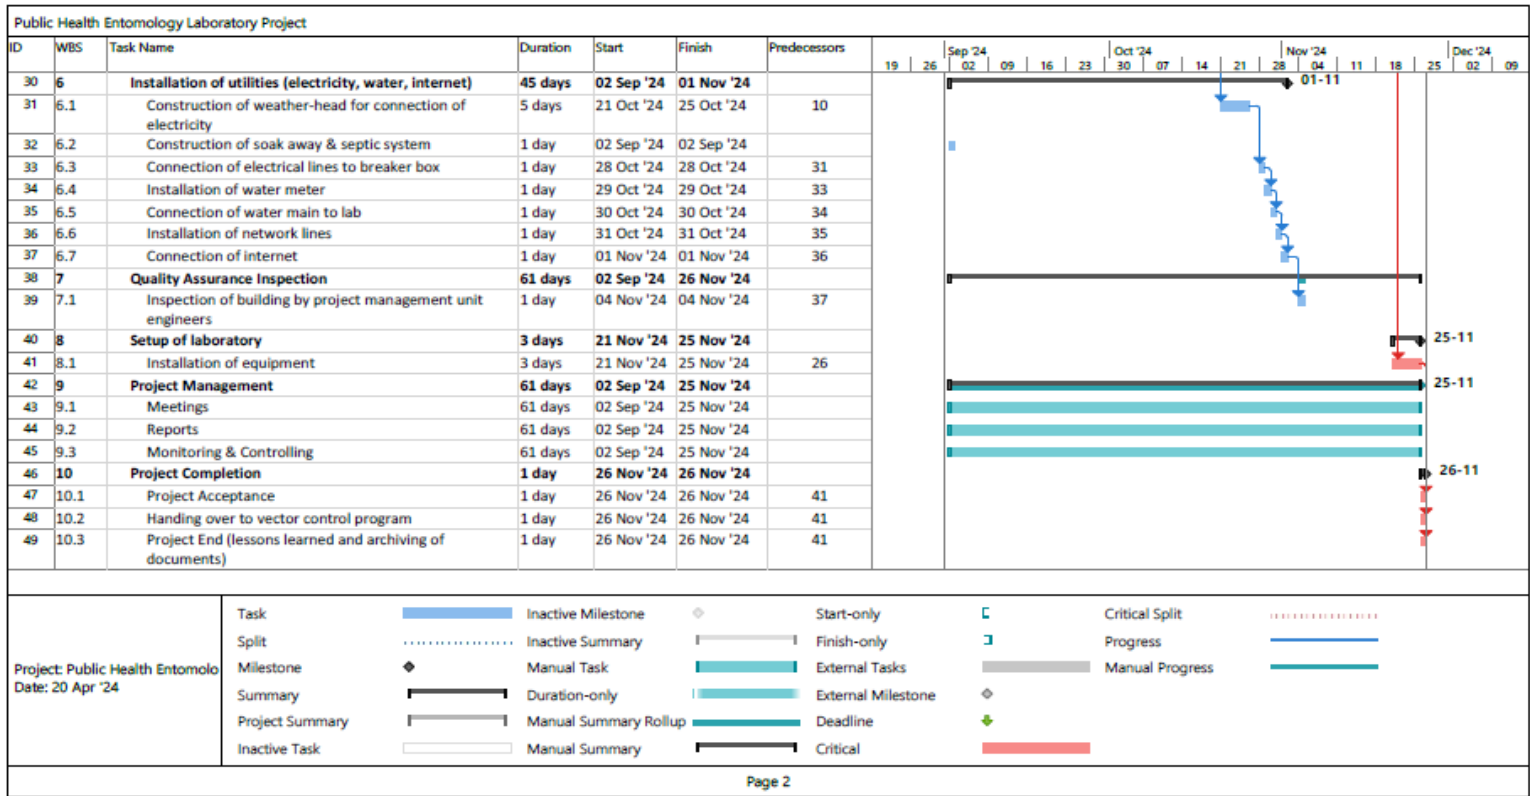 Public Health Entomology Laboratory Project
ID WBS Task Name Duration Start Finish Predecessors
Sep '24 Oct '24 Nov '24 Dec '24
19 26 02 09 16 23 30 07 14 21 28 04 11 18 25 02 09
30 6 Installation of utilities (electricity, water, internet) 45 days 02 Sep '24 01 Nov '24 01-11
31 6.1 Construction of weather-head for connection of 5 days 21 Oct '24 25 Oct '24 10
electricity
32 6.2 Construction of soak away & septic system 1 day 02 Sep '24 02 Sep '24
33 6.3 Connection of electrical lines to breaker box 1 day 28 Oct '24 28 Oct '24 31
34 6.4 Installation of water meter 1 day 29 Oct '24 29 Oct '24 33
35 6.5 Connection of water main to lab 1 day 30 Oct '24 30 Oct '24 34
36 6.6 Installation of network lines 1 day 31 Oct '24 31 Oct '24 35
37 6.7 Connection of internet 1 day 01 Nov '24 01 Nov '24 36
38 7 Quality Assurance Inspection 61 days 02 Sep '24 26 Nov '24
39 7.1 Inspection of building by project management unit 1 day 04 Nov '24 04 Nov '24 37
engineers
40 8 Setup of laboratory 3 days 21 Nov '24 25 Nov '24 25-11
41 8.1 Installation of equipment 3 days 21 Nov '24 25 Nov '24 26
42 9 Project Management 61 days 02 Sep '24 25 Nov '24 25-11
43 9.1 Meetings 61 days 02 Sep '24 25 Nov '24
44 9.2 Reports 61 days 02 Sep '24 25 Nov '24
45 9.3 Monitoring & Controlling 61 days 02 Sep '24 25 Nov '24
46 10 Project Completion 1 day 26 Nov '24 26 Nov '24 26-11
47 10.1 Project Acceptance 1 day 26 Nov '24 26 Nov '24 41
48 10.2 Handing over to vector control program 1 day 26 Nov '24 26 Nov '24 41
49 10.3 Project End (lessons learned and archiving of 1 day 26 Nov '24 26 Nov '24 41
documents)
Project: Public Health Entomolo
Date: 20 Apr '24
Task Inactive Milestone Start-only Critical Split
Split Inactive Summary Finish-only Progress
Milestone Manual Task External Tasks Manual Progress
Summary Duration-only External Milestone
Project Summary Manual Summary Rollup Deadline
Inactive Task Manual Summary Critical
Page 2